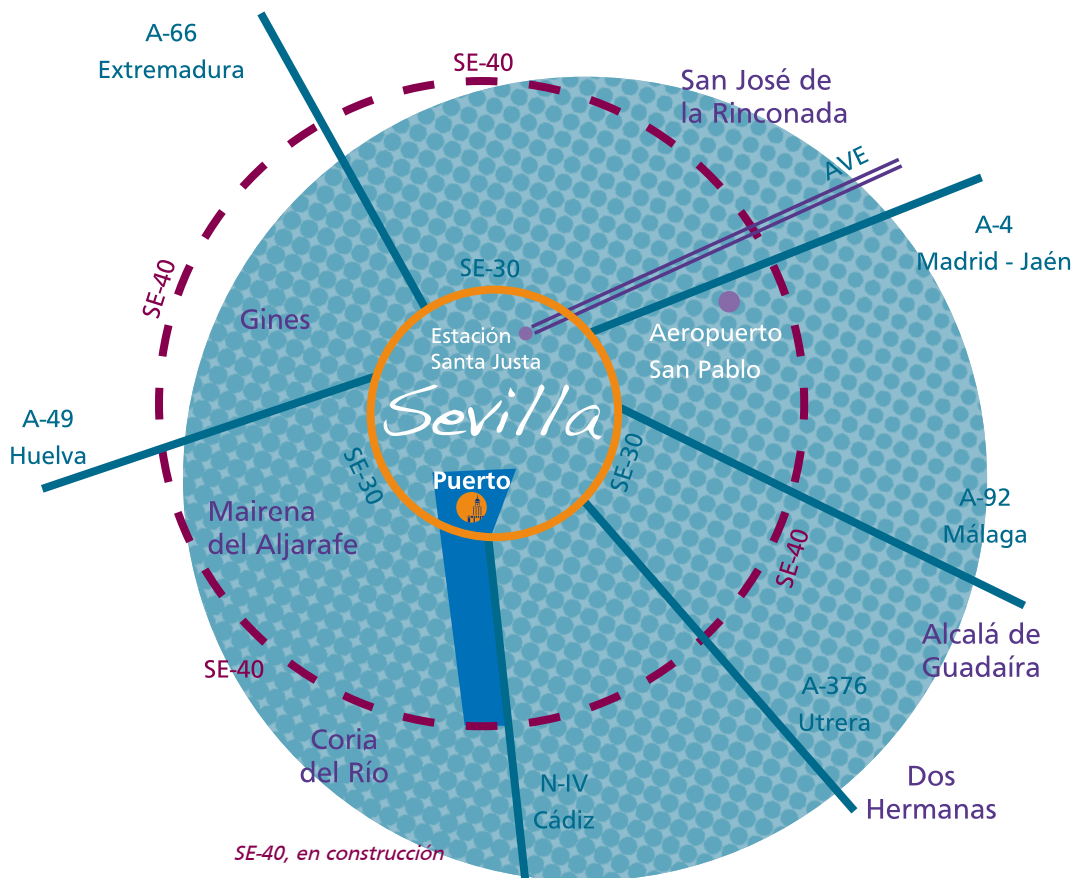 A-66
Extremadura
SE-40
San José de
la Rinconada
AVE
A-4
Madrid - Jaén
SE-40
SE-30
Gines
Estación
Santa Justa
Aeropuerto
San Pablo
Sevilla
A-49
Huelva
SE-30
SE-30
Puerto
Mairena
del Aljarafe
A-92
Málaga
SE-40
Alcalá de
Guadaíra
SE-40
A-376
Utrera
Coria
del Río
N-IV
Cádiz
Dos
Hermanas
SE-40, en construcción